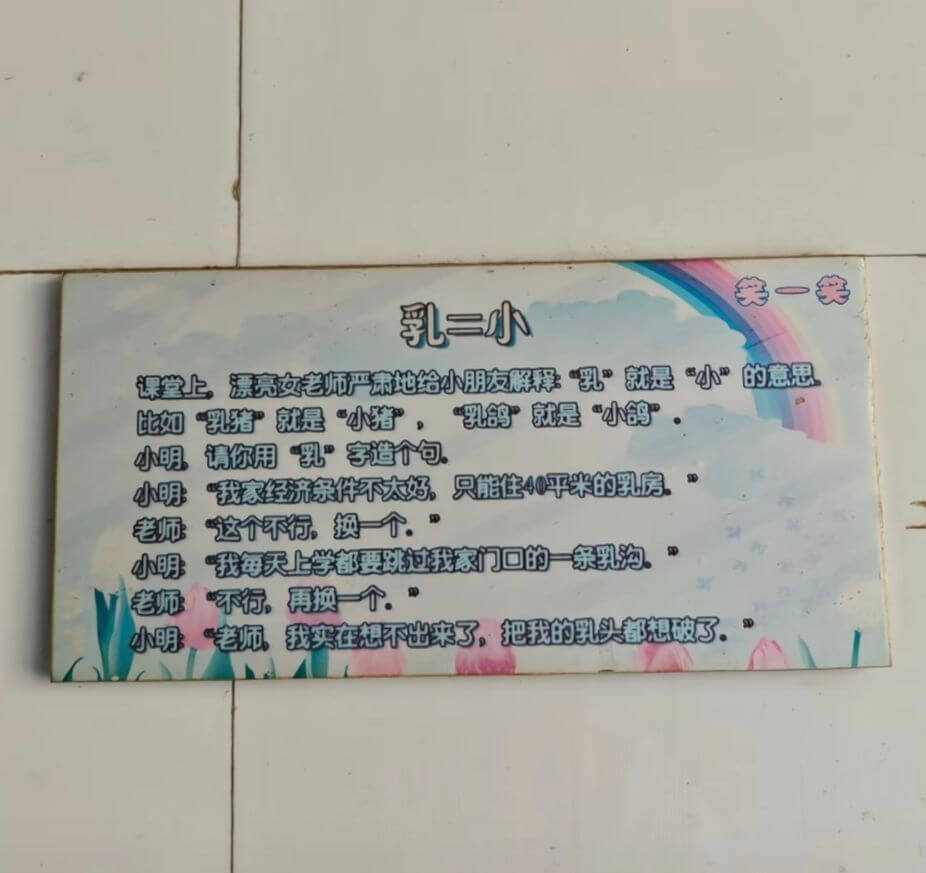 笑一笑
乳=小
课堂上，漂亮女老师严肃地给小朋友解释:“乳”就是“小”的意思.
比如“乳猪”就是“小猪”，“乳鸽”就是“小鸽”.
小明，请你用“乳”字造个句.
小明:“我家经济条件不太好，只能住40平米的乳房.”
老师:“这个不行，换一个.”
小明:“我每天上学都要跳过我家门口的一条乳沟.”
老师:“不行，再换一个.”
小明:“老师，我实在想不出来了，把我的乳头都想破了.”